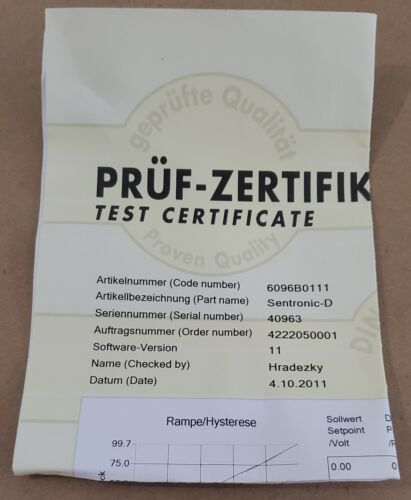 geprüfte Qualität
PRÜF-ZERTIFIK
TEST CERTIFICATE
Proven Quality
Artikelnummer (Code number) 6096B0111
Artikellbezeichnung (Part name) Sentronic-D
Seriennummer (Serial number) 40963
Auftragsnummer (Order number) 4222050001
Software-Version 11
Name (Checked by) Hradezky
Datum (Date) 4.10.2011
DIN
Rampe/Hysterese
Sollwert
Setpoint
/Volt
99.7
75.0
0.00